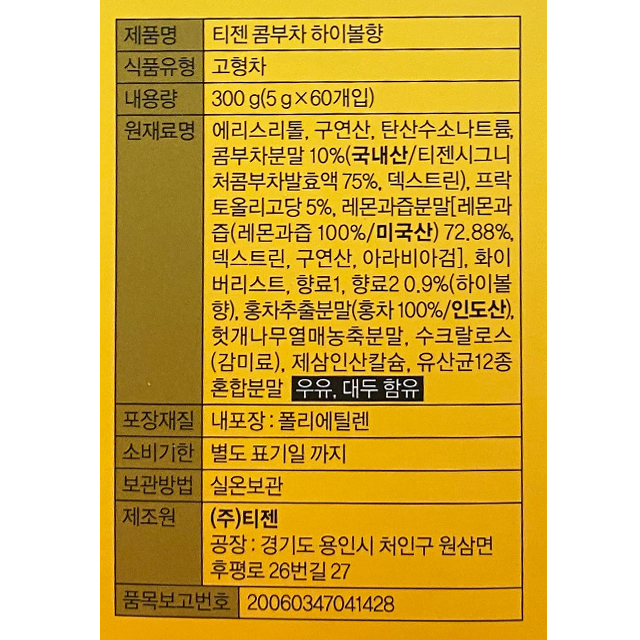 제품명 티젠 콤부차 하이볼향
식품유형 고형차
내용량 300 g(5 g×60개입)
원재료명 에리스리톨, 구연산, 탄산수소나트륨,
콤부차분말 10%(국내산/티젠시그니
처콤부차발효액 75%, 덱스트린), 프락
토올리고당 5%, 레몬과즙분말[레몬과
즙(레몬과즙 100%/미국산) 72.88%,
덱스트린, 구연산, 아라비아검], 화이
버리스트, 향료1, 향료2 0.9%(하이볼
향), 홍차추출분말(홍차 100%/인도산),
헛개나무열매농축분말, 수크랄로스
(감미료), 제삼인산칼슘, 유산균12종
혼합분말 우유, 대두 함유
포장재질 내포장 : 폴리에틸렌
소비기한 별도 표기일 까지
보관방법 실온보관
제조원 (주)티젠
공장 : 경기도 용인시 처인구 원삼면
후평로 26번길 27
품목보고번호 20060347041428